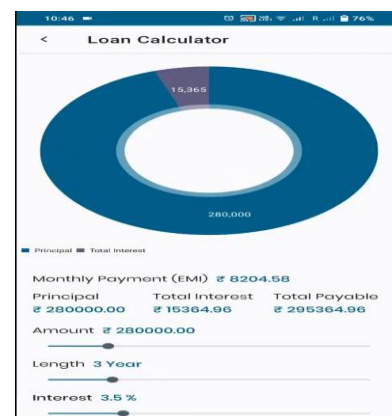 10:46 R 76%
< Loan Calculator
15,365
280,000
Principal Total Interest
Monthly Payment (EMI) ₹ 8204.58
Principal Total Interest Total Payable
₹ 280000.00 ₹ 15364.96 ₹ 295364.96
Amount ₹ 280000.00
Length 3 Year
Interest 3.5 %